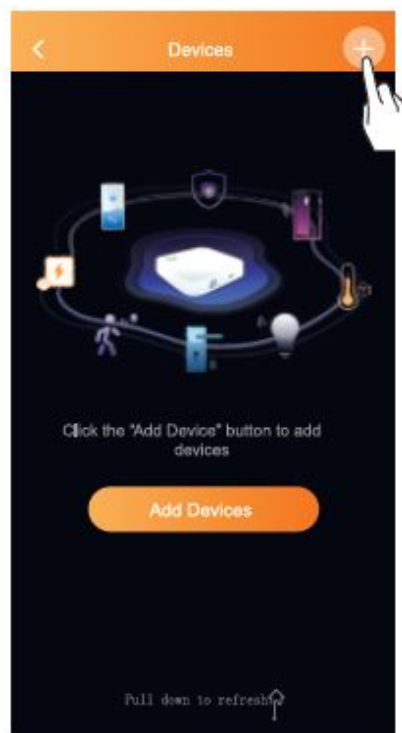 Devices
Click the "Add Device" button to add
devices
Add Devices
Pull down to refresh